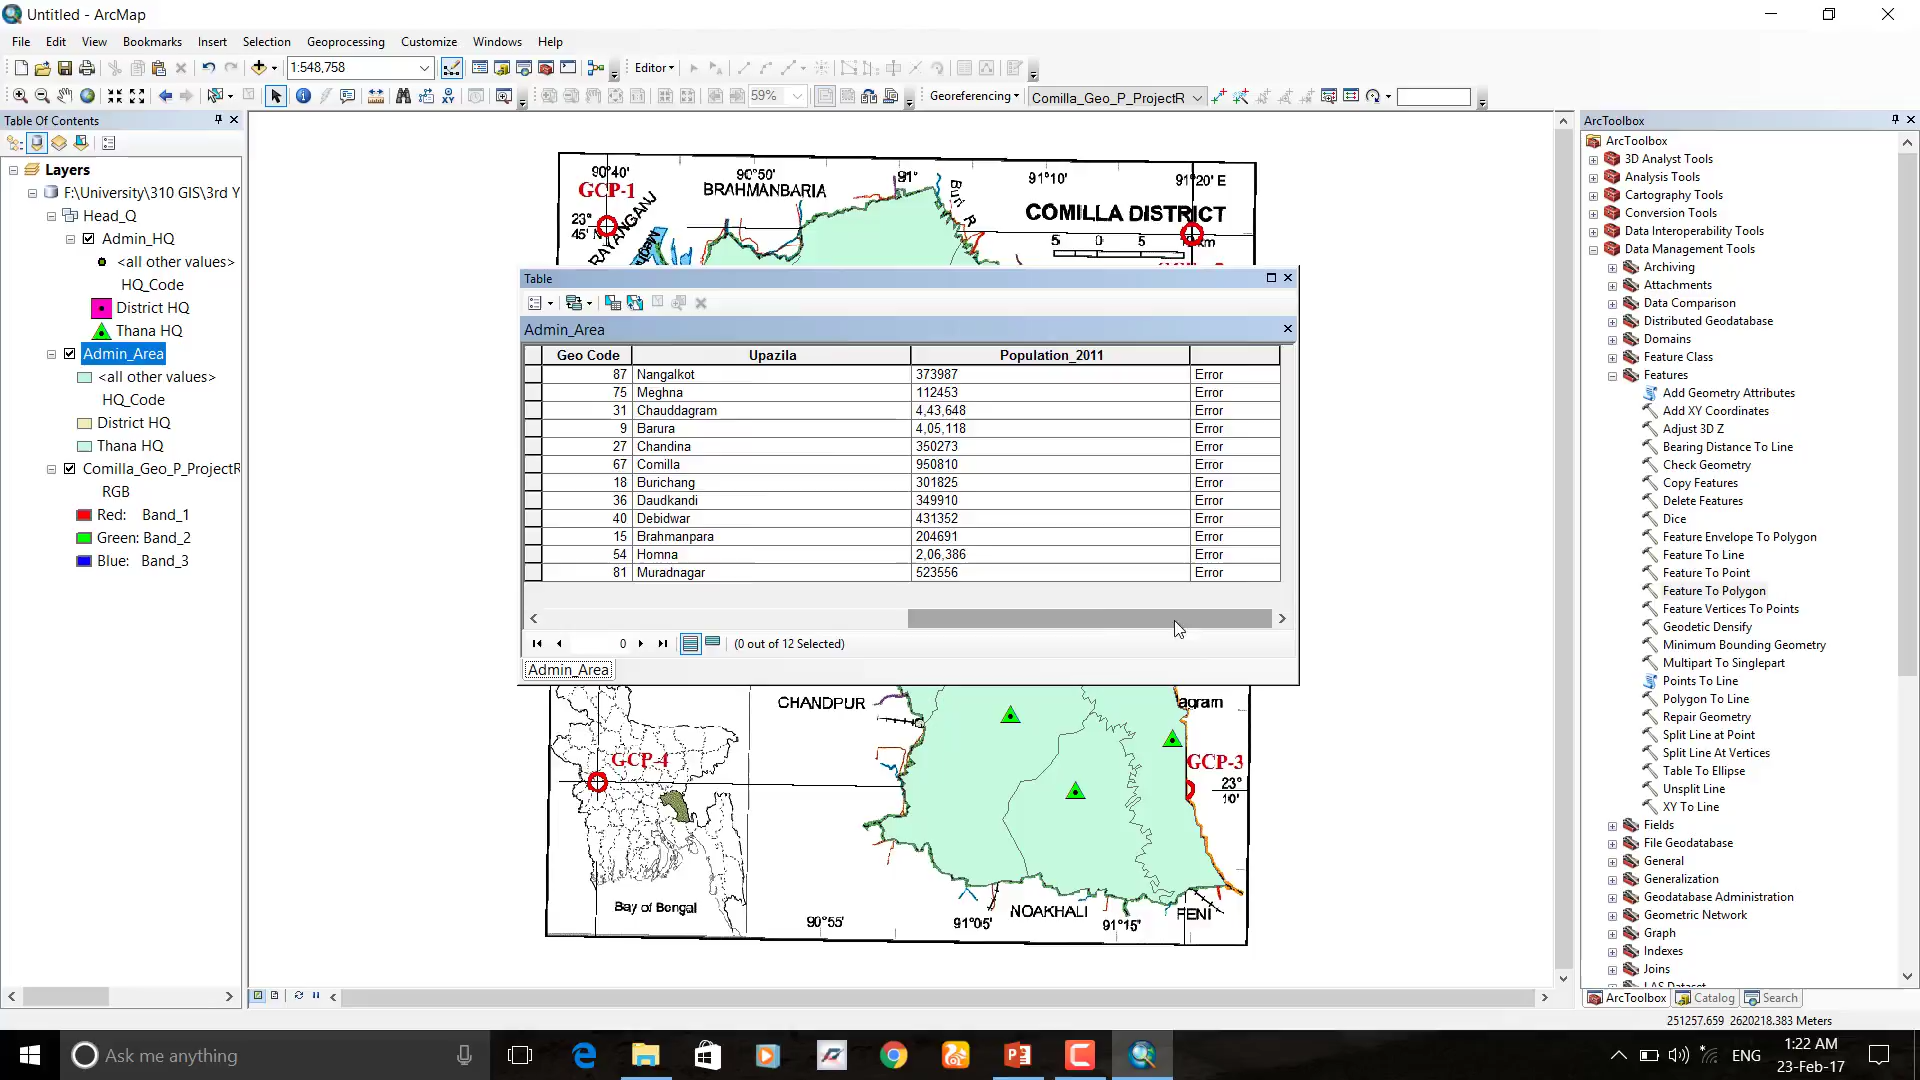 Untitled - ArcMap
File Edit View Bookmarks Insert Selection Geoprocessing Customize Windows Help
1:548,758
Editor
59%
Georeferencing
Comilla_Geo_P_ProjectR
Table Of Contents
Layers
F:\University\310 GIS\3rd Y
Head_Q
Admin_HQ
<all other values>
HQ_Code
District HQ
Thana HQ
Admin_Area
<all other values>
HQ_Code
District HQ
Thana HQ
Comilla_Geo_P_ProjectR
RGB
Red: Band_1
Green: Band_2
Blue: Band_3
90°40'
90°50'
91°
91°10'
91°20' E
GCP-1
BRAHMANBARIA
Buri R
COMILLA DISTRICT
23°
45' N
RAYANGANJ
5 0 5
km
Table
Admin_Area
Geo Code Upazila Population_2011
87 Nangalkot 373987 Error
75 Meghna 112453 Error
31 Chauddagram 4,43,648 Error
9 Barura 4,05,118 Error
27 Chandina 350273 Error
67 Comilla 950810 Error
18 Burichang 301825 Error
36 Daudkandi 349910 Error
40 Debidwar 431352 Error
15 Brahmanpara 204691 Error
54 Homna 2,06,386 Error
81 Muradnagar 523556 Error
0
(0 out of 12 Selected)
Admin_Area
CHANDPUR
agram
GCP-4
GCP-3
23°
10'
Bay of Bengal
90°55'
91°05'
NOAKHALI
91°15'
FENI
ArcToolbox
ArcToolbox
3D Analyst Tools
Analysis Tools
Cartography Tools
Conversion Tools
Data Interoperability Tools
Data Management Tools
Archiving
Attachments
Data Comparison
Distributed Geodatabase
Domains
Feature Class
Features
Add Geometry Attributes
Add XY Coordinates
Adjust 3D Z
Bearing Distance To Line
Check Geometry
Copy Features
Delete Features
Dice
Feature Envelope To Polygon
Feature To Line
Feature To Point
Feature To Polygon
Feature Vertices To Points
Geodetic Densify
Minimum Bounding Geometry
Multipart To Singlepart
Points To Line
Polygon To Line
Repair Geometry
Split Line at Point
Split Line At Vertices
Table To Ellipse
Unsplit Line
XY To Line
Fields
File Geodatabase
General
Generalization
Geodatabase Administration
Geometric Network
Graph
Indexes
Joins
LAS Dataset
ArcToolbox Catalog Search
251257.659 2620218.383 Meters
Ask me anything
ENG
1:22 AM
23-Feb-17